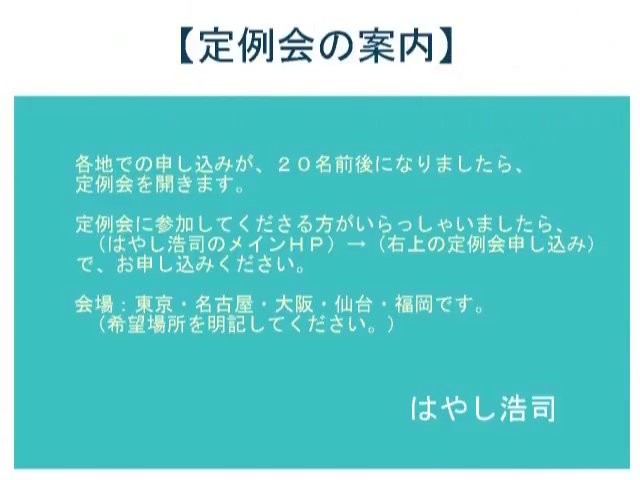 【定例会の案内】
各地での申し込みが、２０名前後になりましたら、
定例会を開きます。
定例会に参加してくださる方がいらっしゃいましたら、
（はやし浩司のメインＨＰ）→（右上の定例会申し込み）
で、お申し込みください。
会場：東京・名古屋・大阪・仙台・福岡です。
（希望場所を明記してください。）
はやし浩司